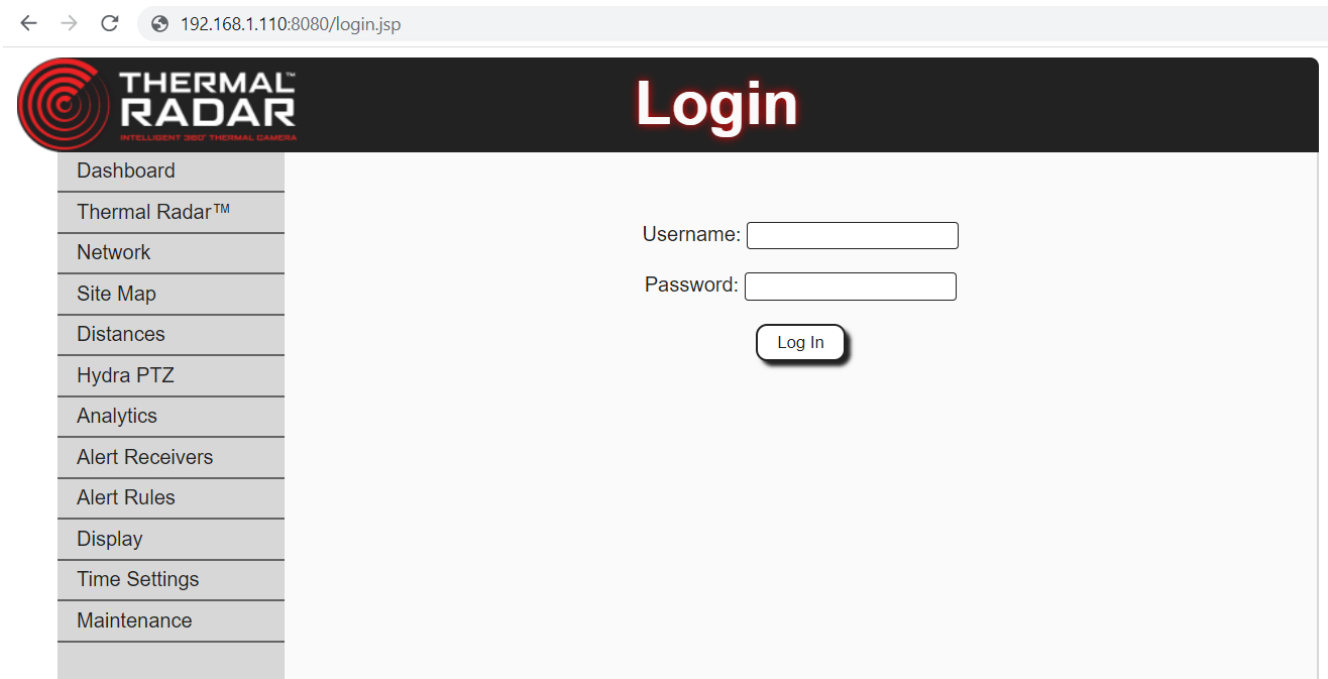 192.168.1.110:8080/login.jsp
THERMAL™
RADAR
INTELLIGENT 360° THERMAL CAMERA
Login
Dashboard
Thermal Radar™
Network
Site Map
Distances
Hydra PTZ
Analytics
Alert Receivers
Alert Rules
Display
Time Settings
Maintenance
Username:
Password:
Log In